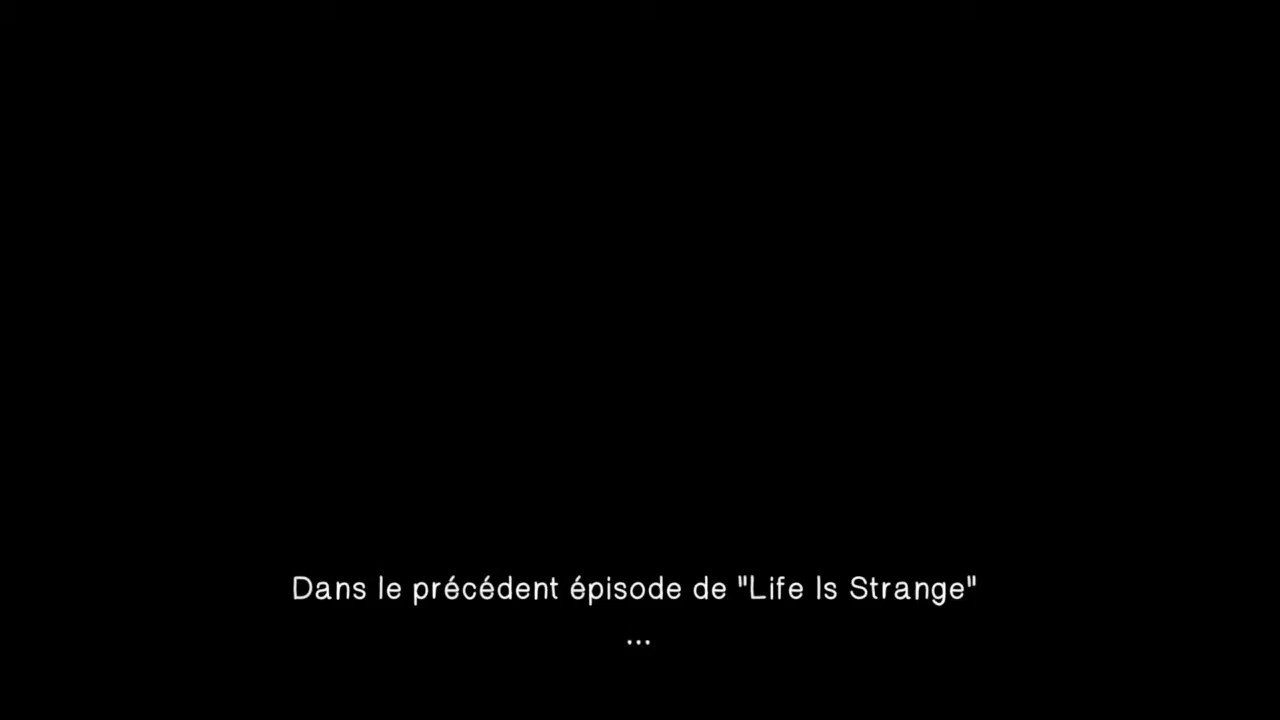 Dans le précédent épisode de "Life Is Strange"
...